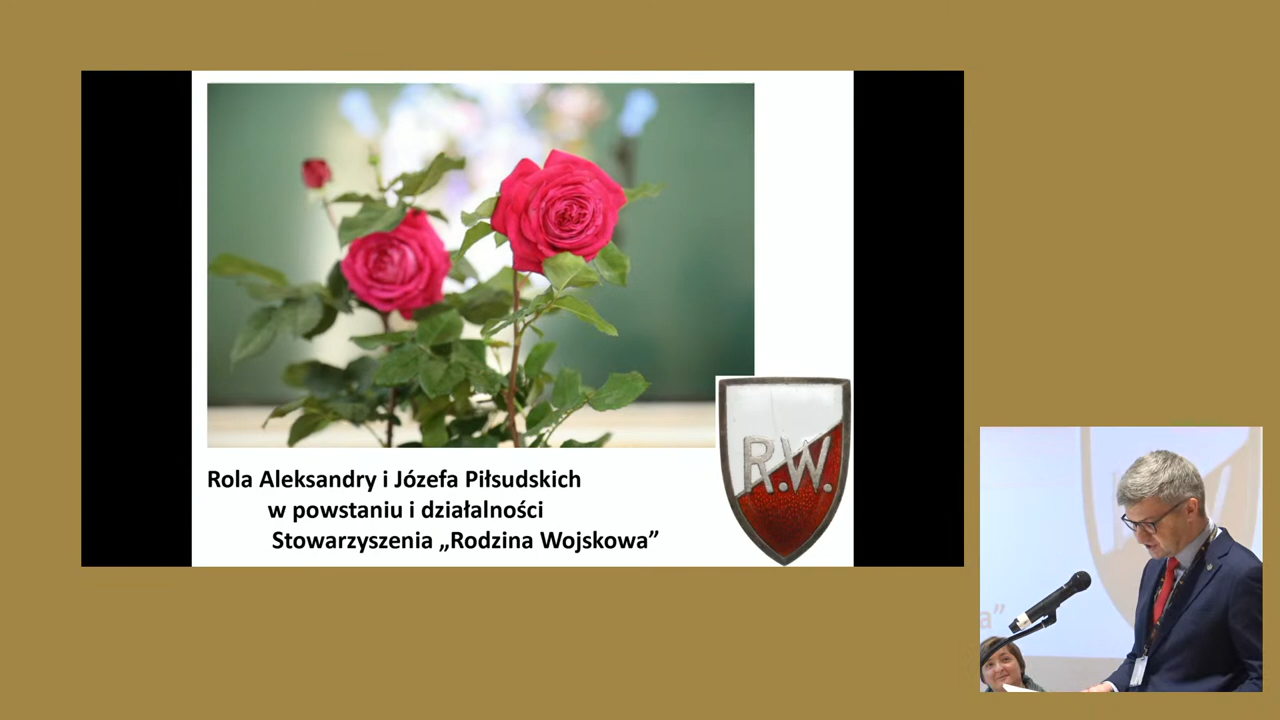 Rola Aleksandry i Józefa Piłsudskich
w powstaniu i działalności
Stowarzyszenia „Rodzina Wojskowa”
R.W.
a”